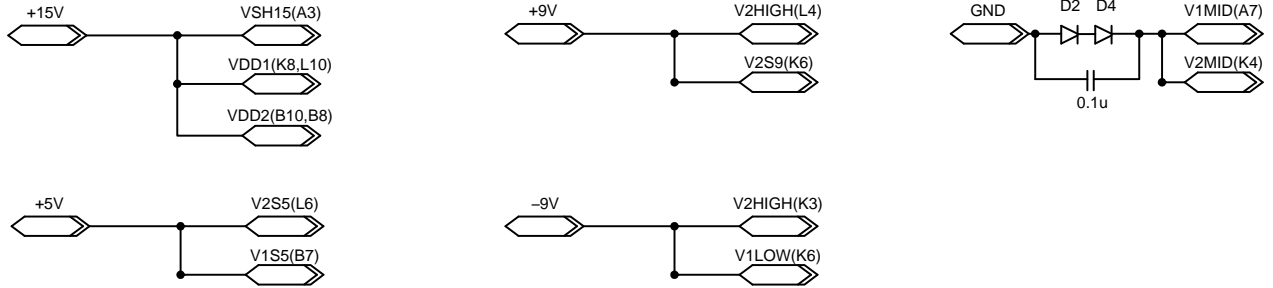 +15V
VSH15(A3)
VDD1(K8,L10)
VDD2(B10,B8)
+9V
V2HIGH(L4)
V2S9(K6)
GND
D2 D4
0.1u
V1MID(A7)
V2MID(K4)
+5V
V2S5(L6)
V1S5(B7)
–9V
V2HIGH(K3)
V1LOW(K6)